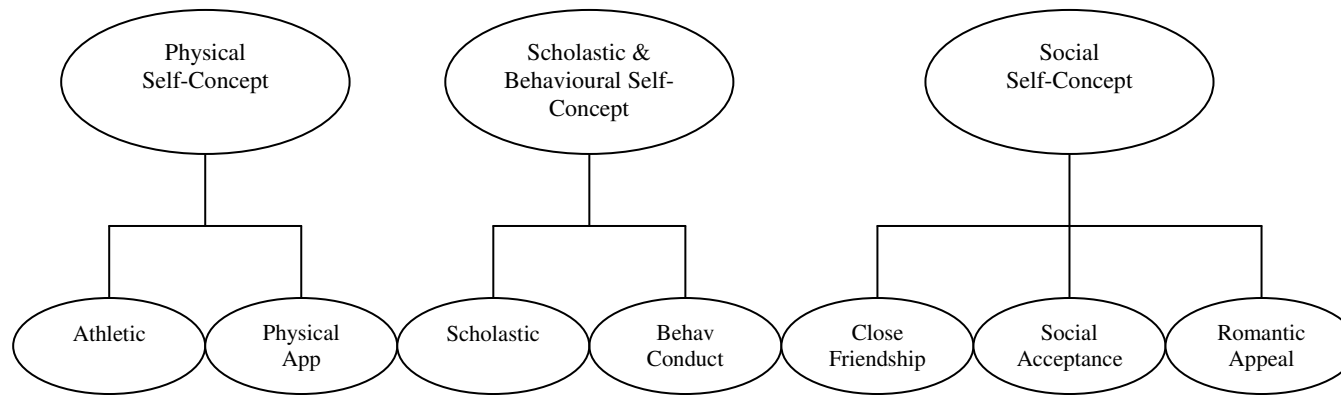 Physical
Self-Concept
Scholastic &
Behavioural Self-
Concept
Social
Self-Concept
Athletic
Physical
App
Scholastic
Behav
Conduct
Close
Friendship
Social
Acceptance
Romantic
Appeal